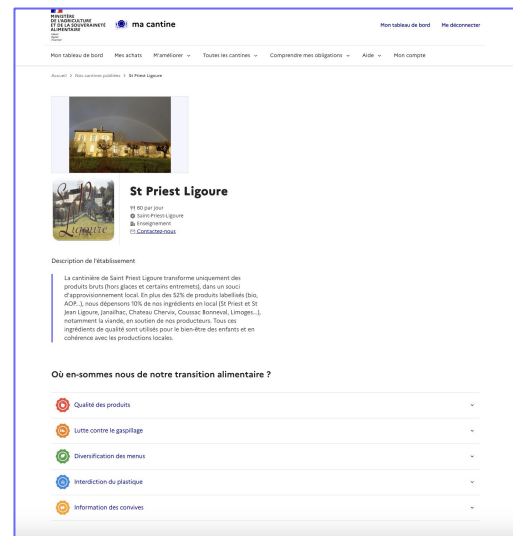 MINISTÈRE
DE L'AGRICULTURE
ET DE LA SOUVERAINETÉ
ALIMENTAIRE
ma cantine
Mon tableau de bord Me déconnecter
Mon tableau de bord Mes achats M'améliorer Toutes les cantines Comprendre mes obligations Aide Mon compte
Accueil > Nos cantines publiées > St Priest Ligoure
Ligoure
St Priest Ligoure
60 par jour
Saint-Priest-Ligoure
Enseignement
Contactez-nous
Description de l'établissement
La cantinière de Saint Priest Ligoure transforme uniquement des
produits bruts (hors glaces et certains entremets), dans un souci
d'approvisionnement local. En plus des 52% de produits labellisés (bio,
AOP...), nous dépensons 10% de nos ingrédients en local (St Priest et St
Jean Ligoure, Janailhac, Chateau Chervix, Coussac Bonneval, Limoges...),
notamment la viande, en soutien de nos producteurs. Tous ces
ingrédients de qualité sont utilisés pour le bien-être des enfants et en
cohérence avec les productions locales.
Où en-sommes nous de notre transition alimentaire ?
Qualité des produits
Lutte contre le gaspillage
Diversification des menus
Interdiction du plastique
Information des convives